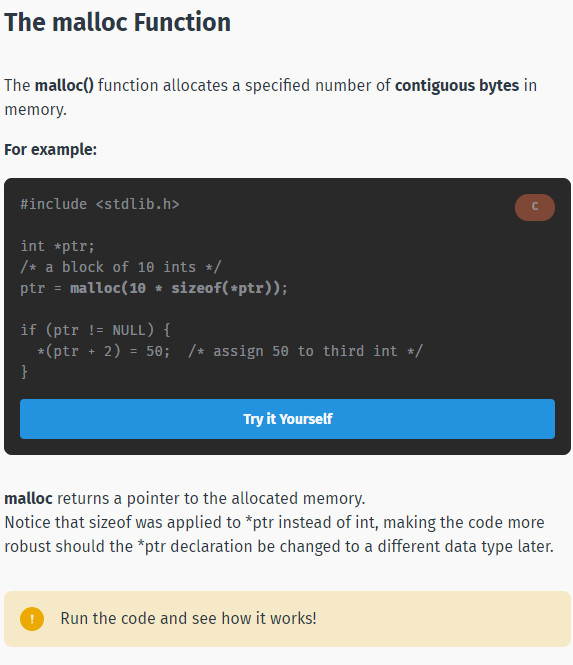 The malloc Function
The malloc() function allocates a specified number of contiguous bytes in
memory.
For example:
#include <stdlib.h>
C
int *ptr;
/* a block of 10 ints */
ptr = malloc(10 * sizeof(*ptr));
if (ptr != NULL) {
  *(ptr + 2) = 50;  /* assign 50 to third int */
}
Try it Yourself
malloc returns a pointer to the allocated memory.
Notice that sizeof was applied to *ptr instead of int, making the code more
robust should the *ptr declaration be changed to a different data type later.
! Run the code and see how it works!